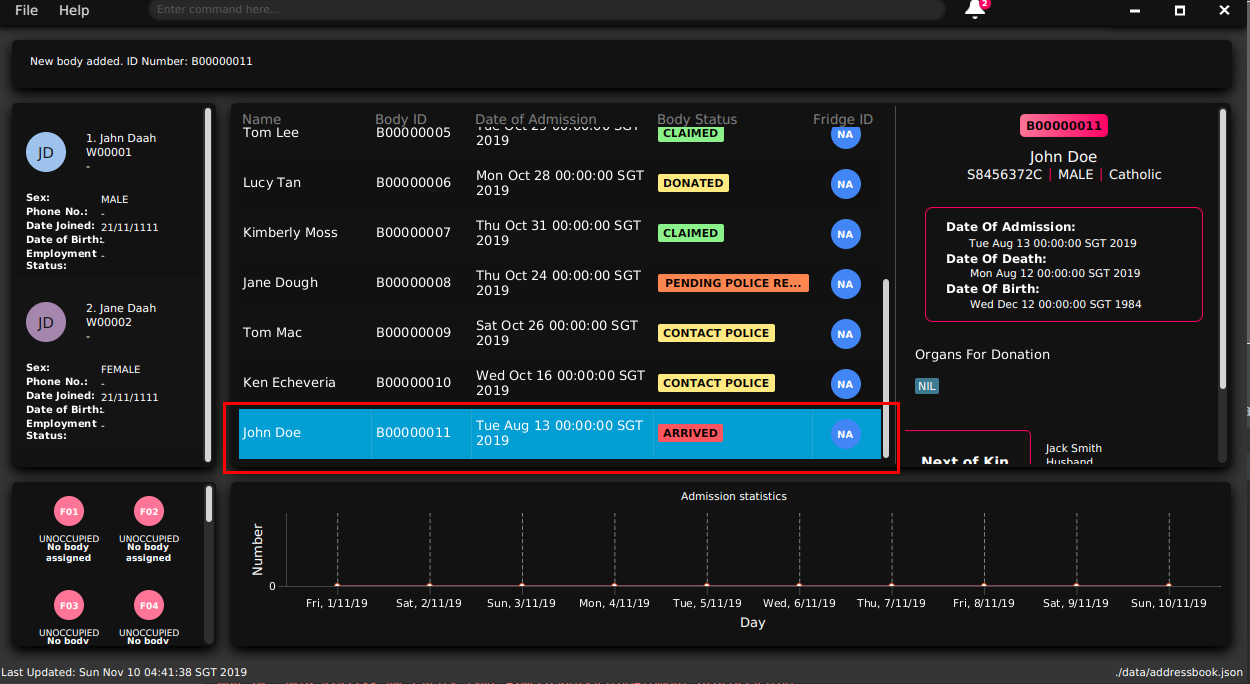 File Help Enter command here... 2
New body added. ID Number: B00000011
JD
1. Jahn Daah
W00001
-
Sex: MALE
Phone No.: -
Date Joined: 21/11/1111
Date of Birth: -
Employment -
Status:
JD
2. Jane Daah
W00002
-
Sex: FEMALE
Phone No.: -
Date Joined: 21/11/1111
Date of Birth: -
Employment -
Status:
Name Body ID Date of Admission Body Status Fridge ID
Tom Lee B00000005 Tue Oct 29 00:00:00 SGT 2019 CLAIMED NA
Lucy Tan B00000006 Mon Oct 28 00:00:00 SGT
2019 DONATED NA
Kimberly Moss B00000007 Thu Oct 31 00:00:00 SGT
2019 CLAIMED NA
Jane Dough B00000008 Thu Oct 24 00:00:00 SGT
2019 PENDING POLICE RE... NA
Tom Mac B00000009 Sat Oct 26 00:00:00 SGT
2019 CONTACT POLICE NA
Ken Echeveria B00000010 Wed Oct 16 00:00:00 SGT
2019 CONTACT POLICE NA
John Doe B00000011 Tue Aug 13 00:00:00 SGT
2019 ARRIVED NA
B00000011
John Doe
S8456372C | MALE | Catholic
Date Of Admission:
Tue Aug 13 00:00:00 SGT 2019
Date Of Death:
Mon Aug 12 00:00:00 SGT 2019
Date Of Birth:
Wed Dec 12 00:00:00 SGT 1984
Organs For Donation
NIL
Next of Kin
Jack Smith
Husband
F01 F02
UNOCCUPIED UNOCCUPIED
No body No body
assigned assigned
F03 F04
UNOCCUPIED UNOCCUPIED
No body No body
Admission statistics
Number
0
Fri, 1/11/19 Sat, 2/11/19 Sun, 3/11/19 Mon, 4/11/19 Tue, 5/11/19 Wed, 6/11/19 Thu, 7/11/19 Fri, 8/11/19 Sat, 9/11/19 Sun, 10/11/19
Day
Last Updated: Sun Nov 10 04:41:38 SGT 2019 ./data/addressbook.json